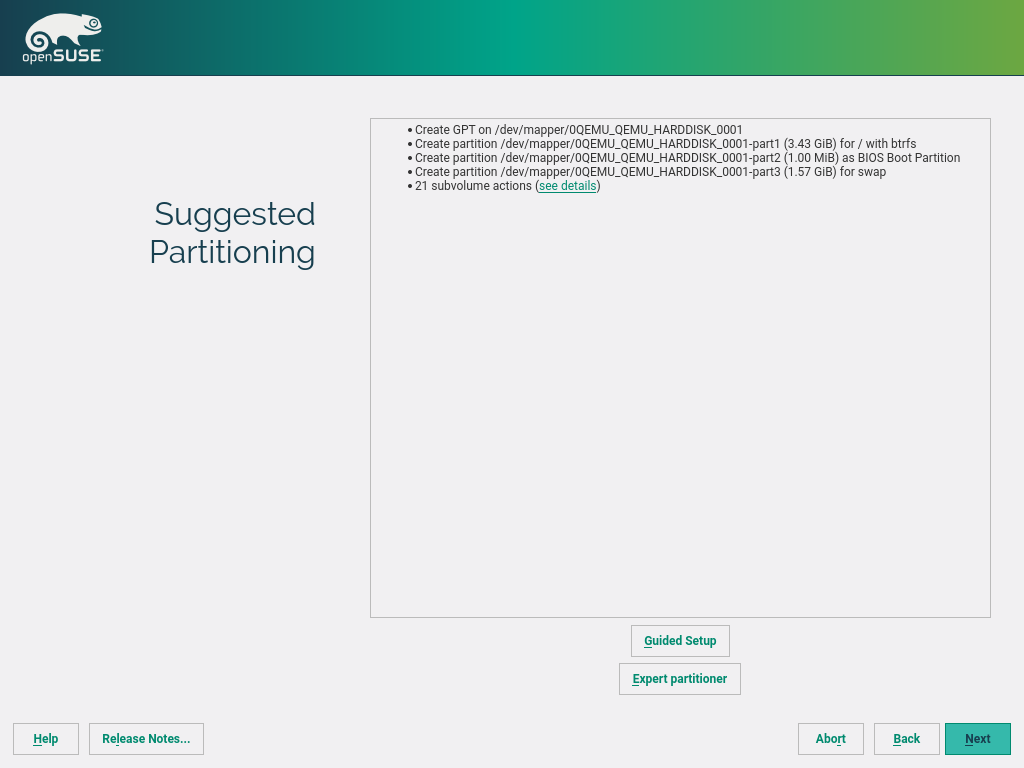 openSUSE
Suggested
Partitioning
• Create GPT on /dev/mapper/0QEMU_QEMU_HARDDISK_0001
• Create partition /dev/mapper/0QEMU_QEMU_HARDDISK_0001-part1 (3.43 GiB) for / with btrfs
• Create partition /dev/mapper/0QEMU_QEMU_HARDDISK_0001-part2 (1.00 MiB) as BIOS Boot Partition
• Create partition /dev/mapper/0QEMU_QEMU_HARDDISK_0001-part3 (1.57 GiB) for swap
• 21 subvolume actions (see details)
Guided Setup
Expert partitioner
Help
Release Notes...
Abort
Back
Next